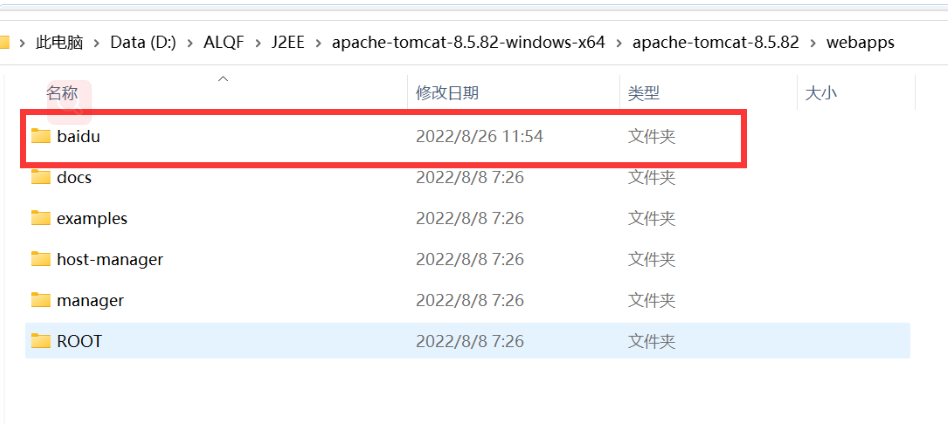 此电脑 > Data (D:) > ALQF > J2EE > apache-tomcat-8.5.82-windows-x64 > apache-tomcat-8.5.82 > webapps
名称 修改日期 类型 大小
baidu 2022/8/26 11:54 文件夹
docs 2022/8/8 7:26 文件夹
examples 2022/8/8 7:26 文件夹
host-manager 2022/8/8 7:26 文件夹
manager 2022/8/8 7:26 文件夹
ROOT 2022/8/8 7:26 文件夹